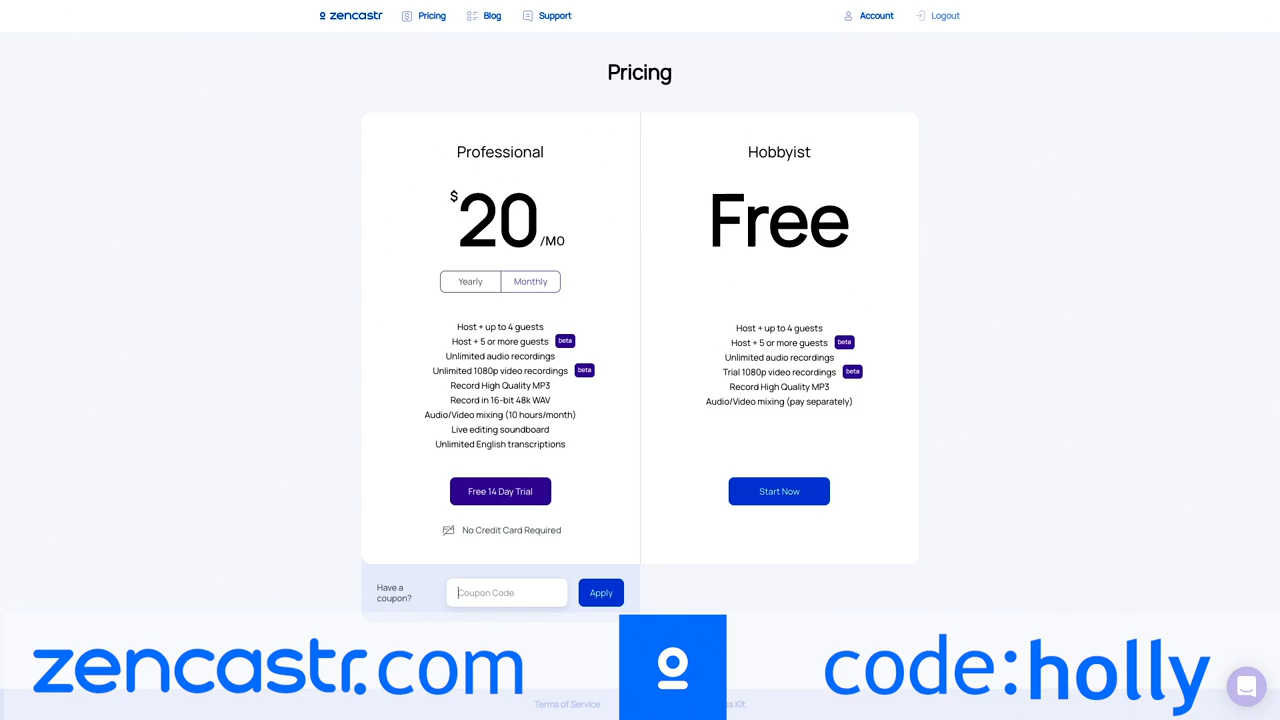 zencastr Pricing Blog Support Account Logout
Pricing
Professional
$20/MO
Yearly Monthly
Host + up to 4 guests
Host + 5 or more guests beta
Unlimited audio recordings
Unlimited 1080p video recordings beta
Record High Quality MP3
Record in 16-bit 48k WAV
Audio/Video mixing (10 hours/month)
Live editing soundboard
Unlimited English transcriptions
Free 14 Day Trial
No Credit Card Required
Have a
coupon?
Coupon Code
Apply
Hobbyist
Free
Host + up to 4 guests
Host + 5 or more guests beta
Unlimited audio recordings
Trial 1080p video recordings beta
Record High Quality MP3
Audio/Video mixing (pay separately)
Start Now
zencastr.com code:holly
Terms of Service Kit